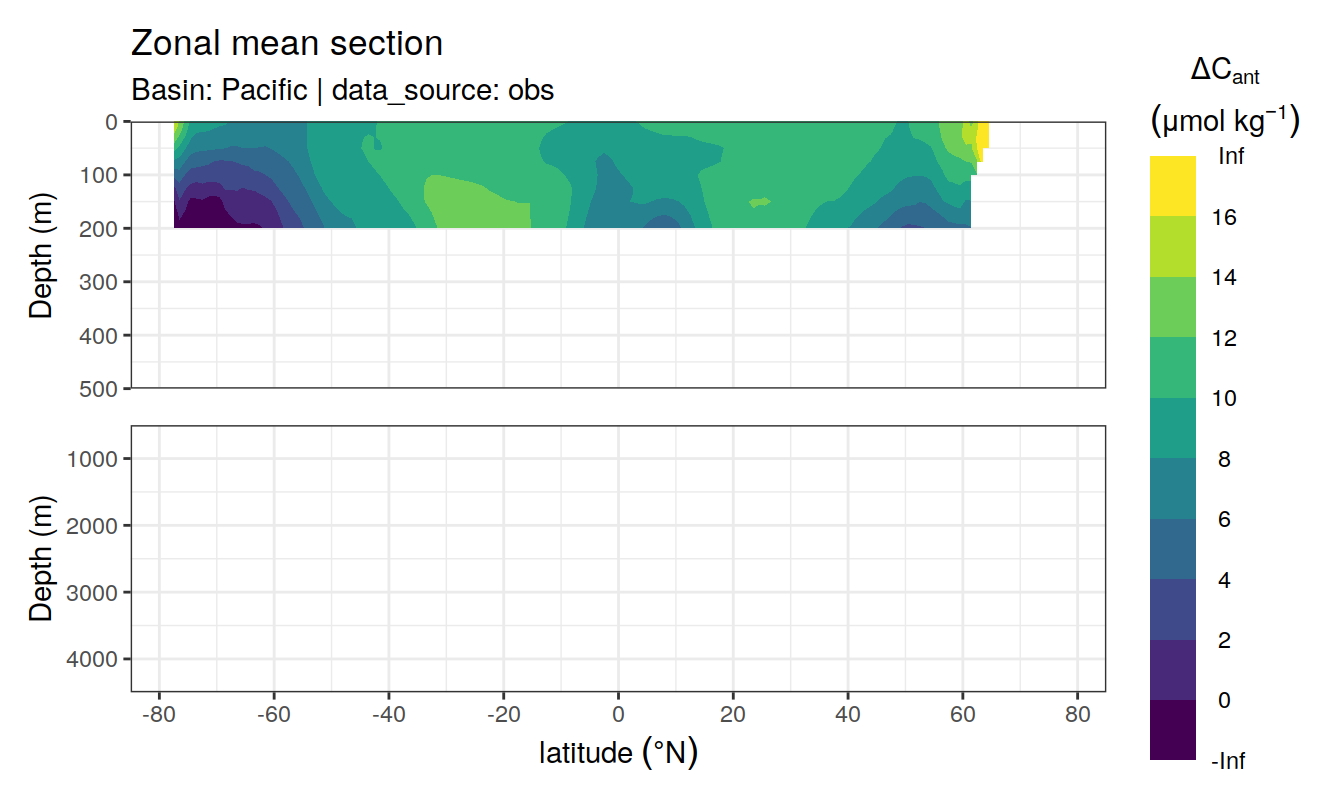 Zonal mean section
Basin: Pacific | data_source: obs
ΔCant
(µmol kg⁻¹)
Inf
16
14
12
10
8
6
4
2
0
-Inf
Depth (m)
0
100
200
300
400
500
Depth (m)
1000
2000
3000
4000
-80 -60 -40 -20 0 20 40 60 80
latitude (°N)